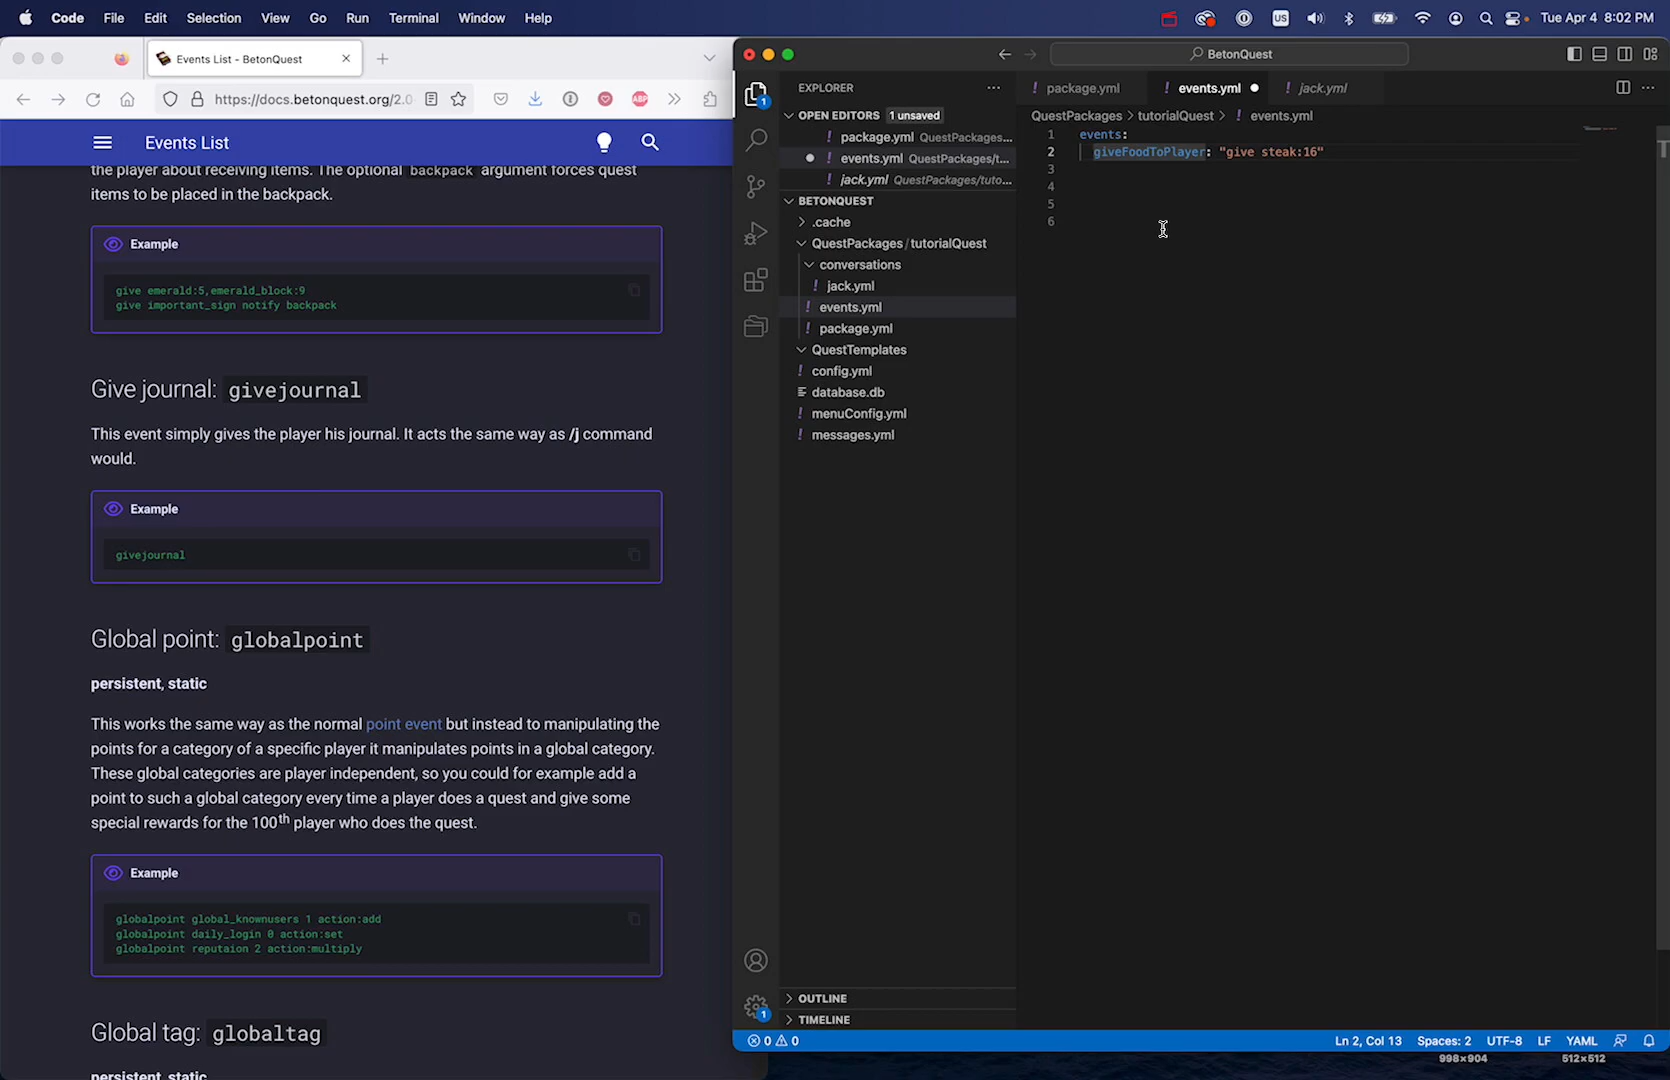 Code File Edit Selection View Go Run Terminal Window Help
US
Tue Apr 4 8:02 PM
Events List - BetonQuest
https://docs.betonquest.org/2.0
ABP
Events List
the player about receiving items. The optional backpack argument forces quest
items to be placed in the backpack.
Example
give emerald:5,emerald_block:9
give important_sign notify backpack
Give journal: givejournal
This event simply gives the player his journal. It acts the same way as /j command
would.
Example
givejournal
Global point: globalpoint
persistent, static
This works the same way as the normal point event but instead to manipulating the
points for a category of a specific player it manipulates points in a global category.
These global categories are player independent, so you could for example add a
point to such a global category every time a player does a quest and give some
special rewards for the 100th player who does the quest.
Example
globalpoint global_knownusers 1 action:add
globalpoint daily_login 0 action:set
globalpoint reputaion 2 action:multiply
Global tag: globaltag
persistent, static
BetonQuest
1
EXPLORER
OPEN EDITORS 1 unsaved
! package.yml QuestPackages...
! events.yml QuestPackages/t...
! jack.yml QuestPackages/tuto...
BETONQUEST
.cache
QuestPackages / tutorialQuest
conversations
! jack.yml
! events.yml
! package.yml
QuestTemplates
! config.yml
database.db
! menuConfig.yml
! messages.yml
OUTLINE
TIMELINE
1
! package.yml
! events.yml
! jack.yml
QuestPackages > tutorialQuest > ! events.yml
1 events:
2 giveFoodToPlayer: "give steak:16"
3
4
5
6
0 0
Ln 2, Col 13 Spaces: 2 UTF-8 LF YAML
998×904 512×512